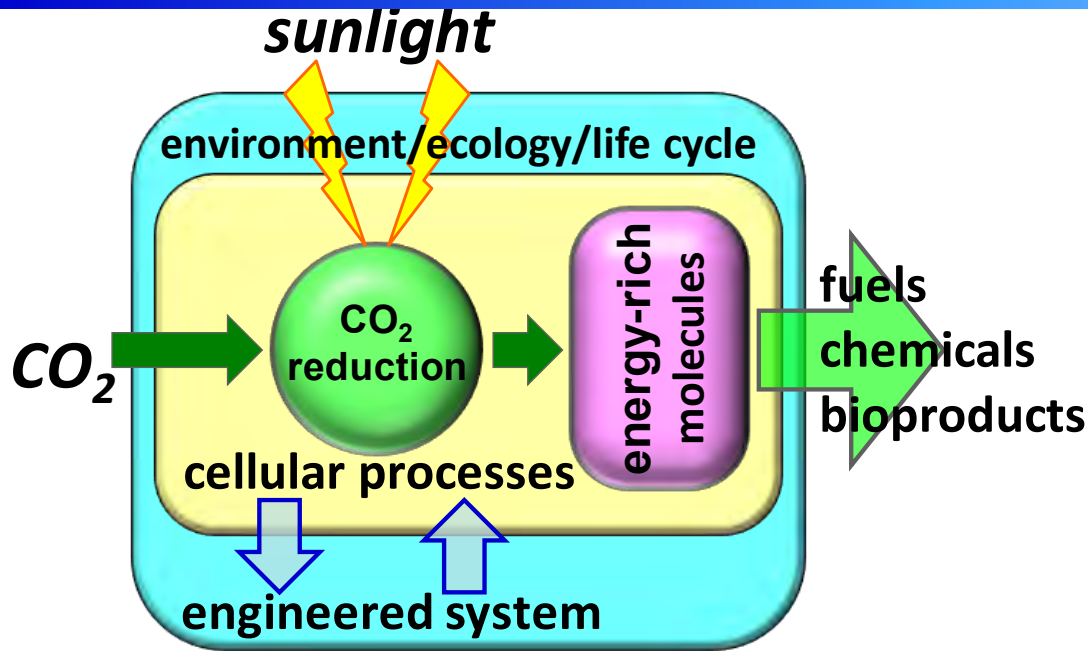 sunlight
environment/ecology/life cycle
CO₂
CO₂
reduction
energy-rich
molecules
fuels
chemicals
bioproducts
cellular processes
engineered system